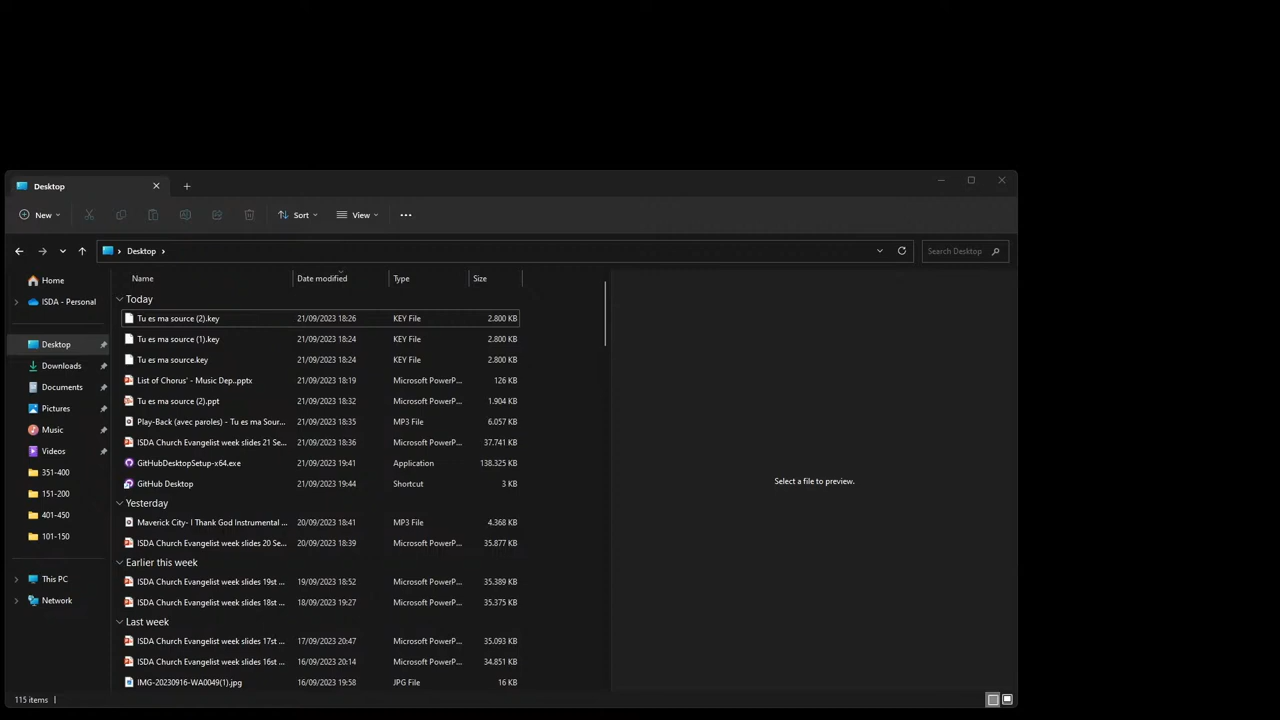 Desktop
New
Sort
View
Desktop
Search Desktop
Home
ISDA - Personal
Desktop
Downloads
Documents
Pictures
Music
Videos
351-400
151-200
401-450
101-150
This PC
Network
Name Date modified Type Size
Today
Tu es ma source (2).key 21/09/2023 18:26 KEY File 2.800 KB
Tu es ma source (1).key 21/09/2023 18:24 KEY File 2.800 KB
Tu es ma source.key 21/09/2023 18:24 KEY File 2.800 KB
List of Chorus' - Music Dep..pptx 21/09/2023 18:19 Microsoft PowerP... 126 KB
Tu es ma source (2).ppt 21/09/2023 18:32 Microsoft PowerP... 1.904 KB
Play-Back (avec paroles) - Tu es ma Sour... 21/09/2023 18:35 MP3 File 6.057 KB
ISDA Church Evangelist week slides 21 Se... 21/09/2023 18:36 Microsoft PowerP... 37.741 KB
GitHubDesktopSetup-x64.exe 21/09/2023 19:41 Application 138.325 KB
GitHub Desktop 21/09/2023 19:44 Shortcut 3 KB
Yesterday
Maverick City- I Thank God Instrumental ... 20/09/2023 18:41 MP3 File 4.368 KB
ISDA Church Evangelist week slides 20 Se... 20/09/2023 18:39 Microsoft PowerP... 35.877 KB
Earlier this week
ISDA Church Evangelist week slides 19st ... 19/09/2023 18:52 Microsoft PowerP... 35.389 KB
ISDA Church Evangelist week slides 18st ... 18/09/2023 19:27 Microsoft PowerP... 35.375 KB
Last week
ISDA Church Evangelist week slides 17st ... 17/09/2023 20:47 Microsoft PowerP... 35.093 KB
ISDA Church Evangelist week slides 16st ... 16/09/2023 20:14 Microsoft PowerP... 34.851 KB
IMG-20230916-WA0049(1).jpg 16/09/2023 19:58 JPG File 16 KB
Select a file to preview.
115 items